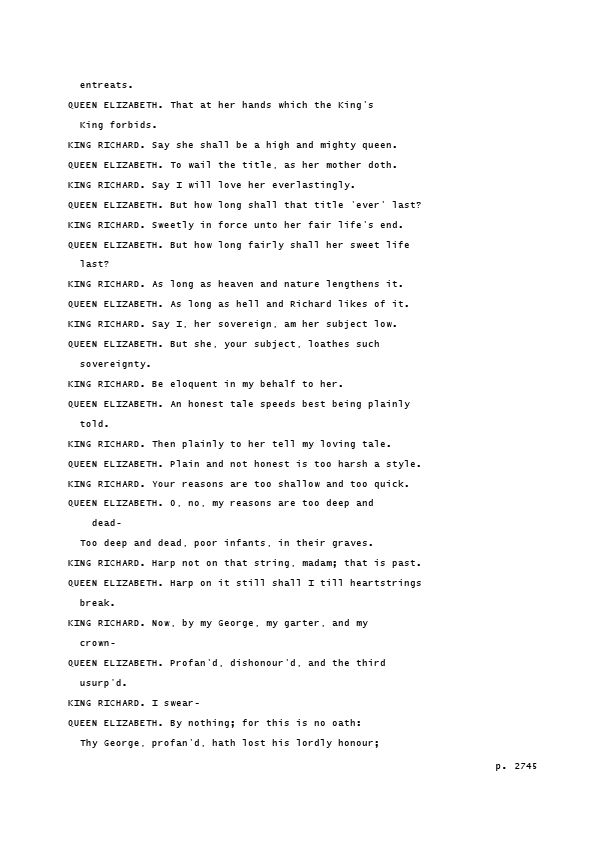 entreats.
QUEEN ELIZABETH. That at her hands which the King's
King forbids.
KING RICHARD. Say she shall be a high and mighty queen.
QUEEN ELIZABETH. To wail the title, as her mother doth.
KING RICHARD. Say I will love her everlastingly.
QUEEN ELIZABETH. But how long shall that title 'ever' last?
KING RICHARD. Sweetly in force unto her fair life's end.
QUEEN ELIZABETH. But how long fairly shall her sweet life
last?
KING RICHARD. As long as heaven and nature lengthens it.
QUEEN ELIZABETH. As long as hell and Richard likes of it.
KING RICHARD. Say I, her sovereign, am her subject low.
QUEEN ELIZABETH. But she, your subject, loathes such
sovereignty.
KING RICHARD. Be eloquent in my behalf to her.
QUEEN ELIZABETH. An honest tale speeds best being plainly
told.
KING RICHARD. Then plainly to her tell my loving tale.
QUEEN ELIZABETH. Plain and not honest is too harsh a style.
KING RICHARD. Your reasons are too shallow and too quick.
QUEEN ELIZABETH. O, no, my reasons are too deep and
dead-
Too deep and dead, poor infants, in their graves.
KING RICHARD. Harp not on that string, madam; that is past.
QUEEN ELIZABETH. Harp on it still shall I till heartstrings
break.
KING RICHARD. Now, by my George, my garter, and my
crown-
QUEEN ELIZABETH. Profan'd, dishonour'd, and the third
usurp'd.
KING RICHARD. I swear-
QUEEN ELIZABETH. By nothing; for this is no oath:
Thy George, profan'd, hath lost his lordly honour;
p. 2745